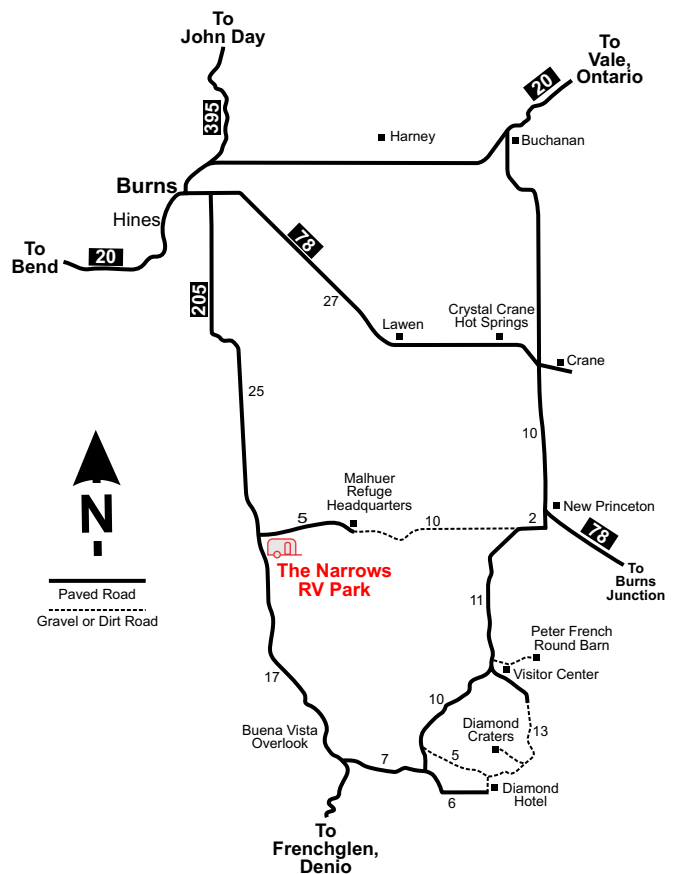 To
John Day
To
Vale,
Ontario
20
395
Harney
Buchanan
Burns
Hines
To
Bend
20
78
205
27
Crystal Crane
Hot Springs
Lawen
Crane
25
10
N
Malhuer
Refuge
Headquarters
5
10
2
New Princeton
78
To
Burns
Junction
The Narrows
RV Park
Paved Road
Gravel or Dirt Road
11
Peter French
Round Barn
Visitor Center
17
10
Buena Vista
Overlook
Diamond
Craters
13
5
7
Diamond
Hotel
6
To
Frenchglen,
Denio